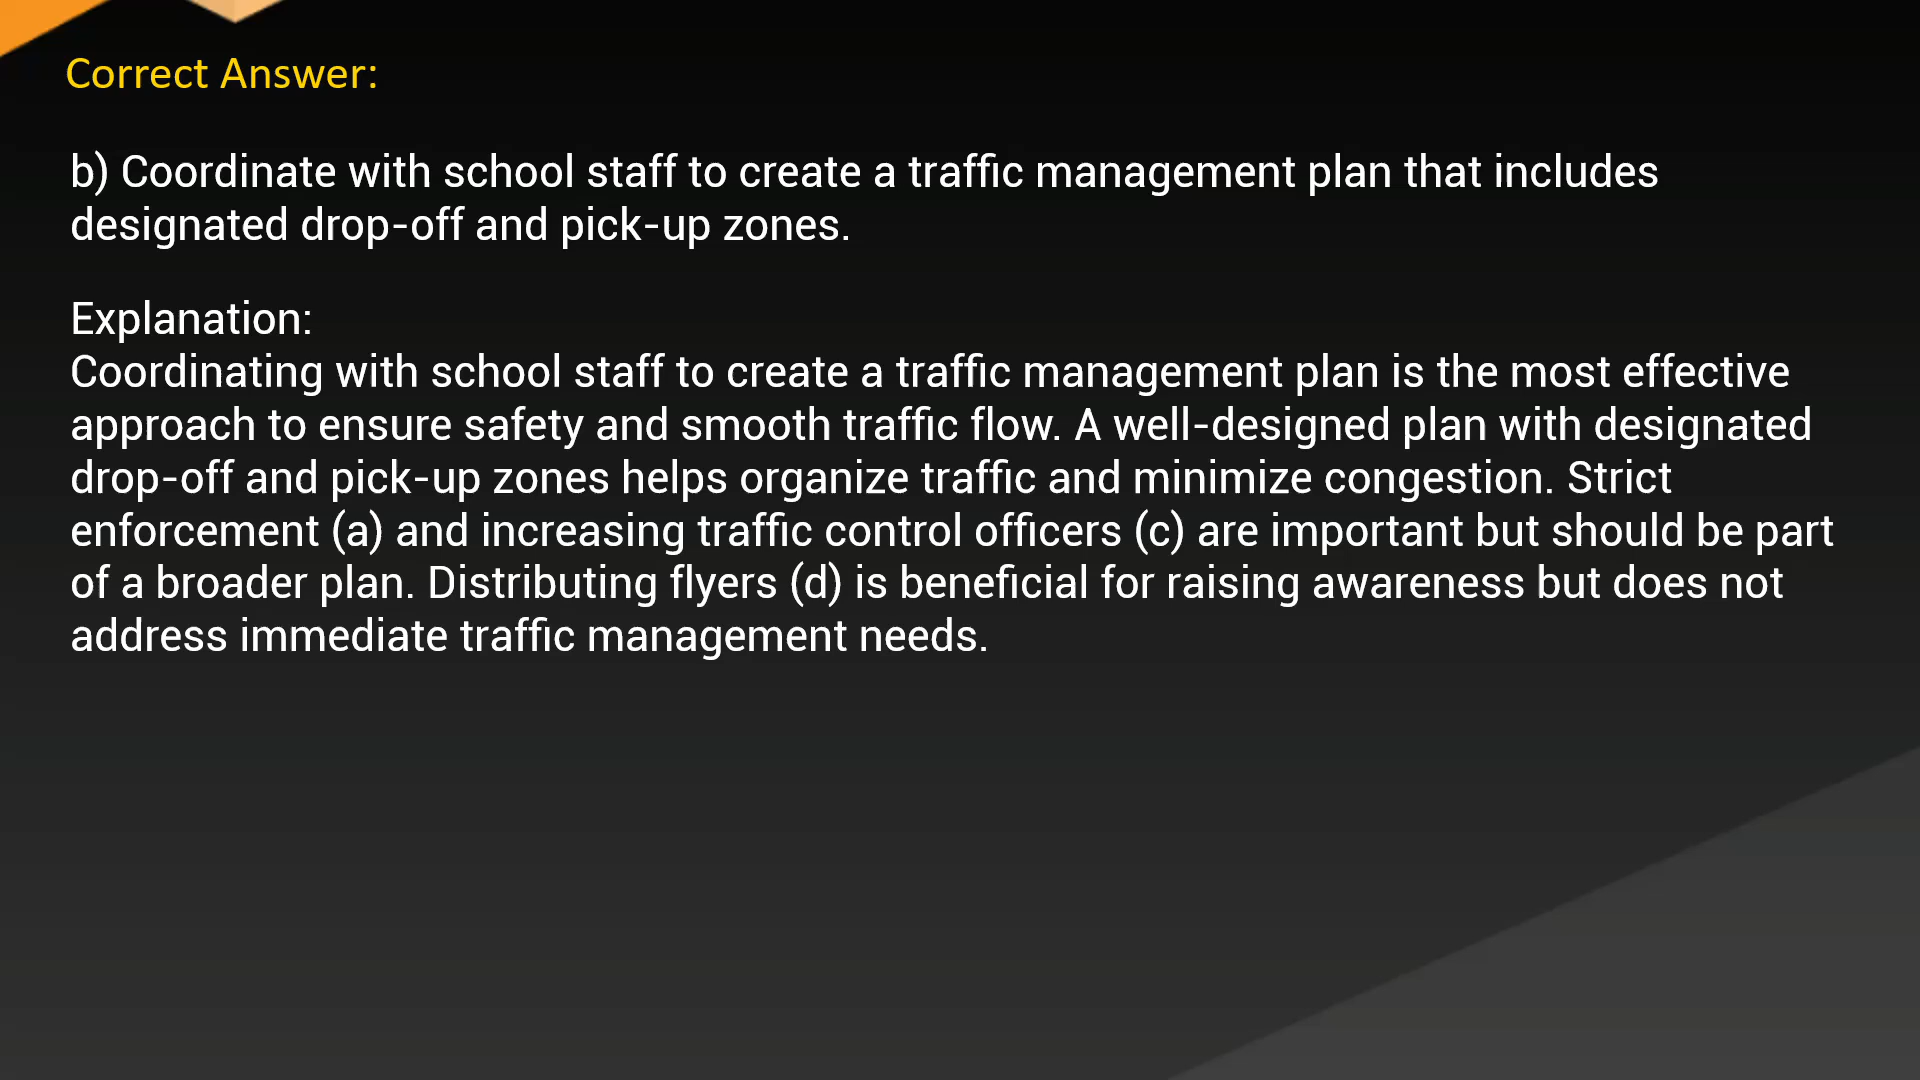 Correct Answer:
b) Coordinate with school staff to create a traffic management plan that includes
designated drop-off and pick-up zones.
Explanation:
Coordinating with school staff to create a traffic management plan is the most effective
approach to ensure safety and smooth traffic flow. A well-designed plan with designated
drop-off and pick-up zones helps organize traffic and minimize congestion. Strict
enforcement (a) and increasing traffic control officers (c) are important but should be part
of a broader plan. Distributing flyers (d) is beneficial for raising awareness but does not
address immediate traffic management needs.